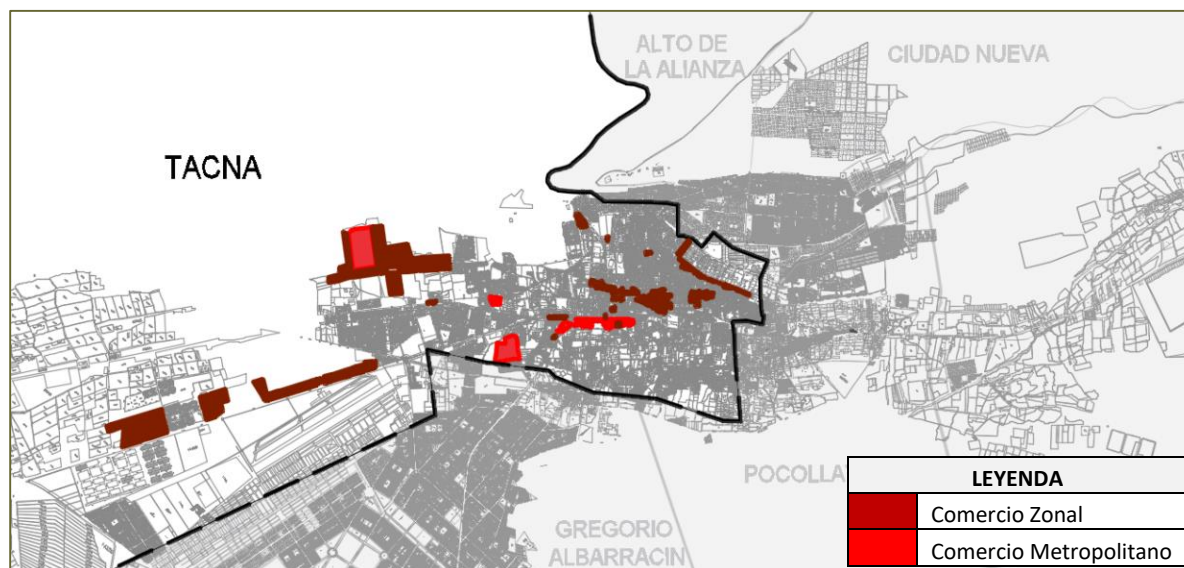 ALTO DE
LA ALIANZA
CIUDAD NUEVA
TACNA
POCOLLA
GREGORIO
ALBARRACIN
LEYENDA
Comercio Zonal
Comercio Metropolitano